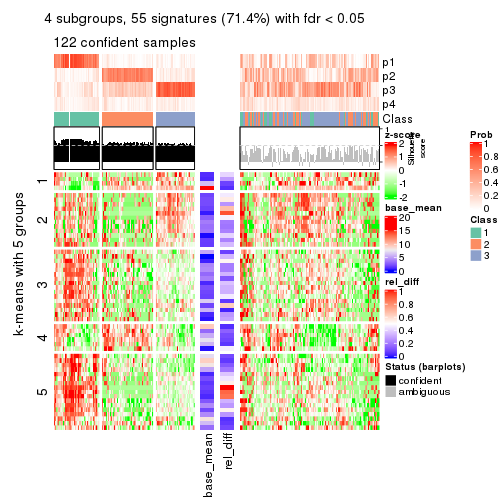 4 subgroups, 55 signatures (71.4%) with fdr < 0.05
122 confident samples
p1
p2
p3
p4
Class
1
Silhouette
score
k-means with 5 groups
1
2
3
4
5
base_mean
rel_diff
z-score
2
1
0
-1
-2
base_mean
20
15
10
5
0
rel_diff
1
0.8
0.6
0.4
0.2
0
Status (barplots)
confident
ambiguous
Prob
1
0.8
0.6
0.4
0.2
0
Class
1
2
3